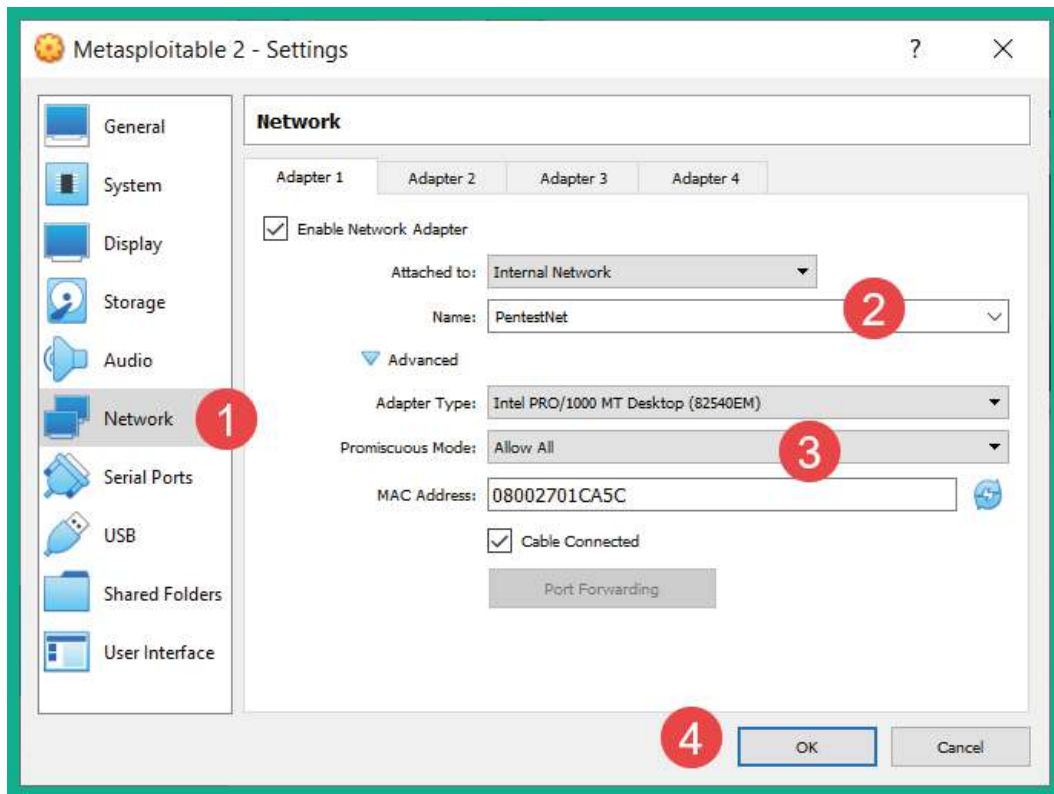 Metasploitable 2 - Settings
? ×
General
System
Display
Storage
Audio
Network
1
Serial Ports
USB
Shared Folders
User Interface
Network
Adapter 1 Adapter 2 Adapter 3 Adapter 4
Enable Network Adapter
Attached to: Internal Network
Name: PentestNet
2
Advanced
Adapter Type: Intel PRO/1000 MT Desktop (82540EM)
Promiscuous Mode: Allow All
3
MAC Address: 08002701CA5C
Cable Connected
Port Forwarding
4
OK Cancel